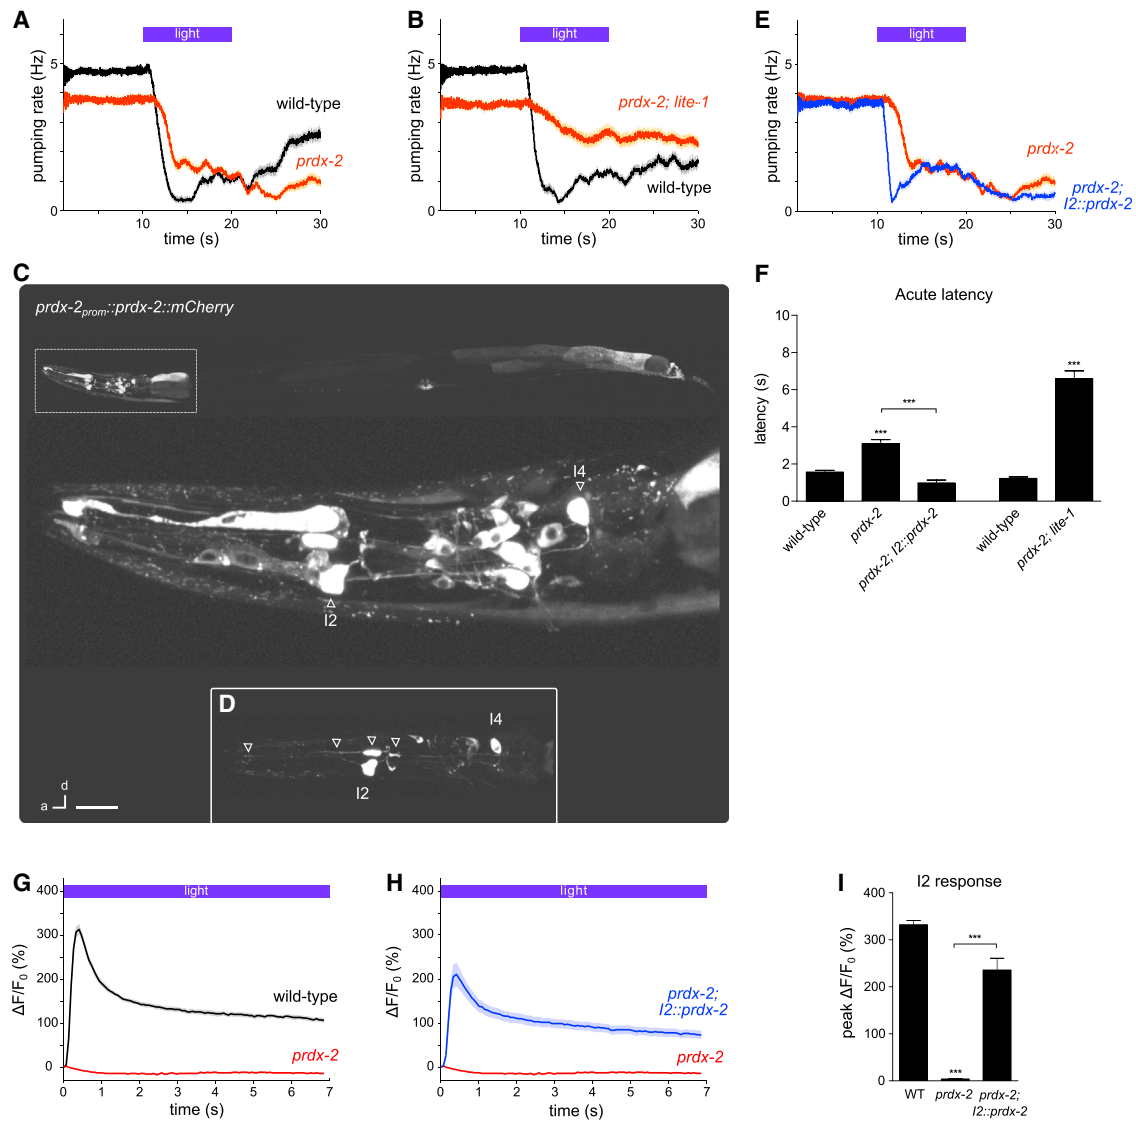 A
light
5
pumping rate (Hz)
0
wild-type
prdx-2
10
20
30
time (s)
B
light
5
pumping rate (Hz)
0
prdx-2; lite-1
wild-type
10
20
30
time (s)
E
light
5
pumping rate (Hz)
0
prdx-2
prdx-2;
I2::prdx-2
10
20
30
time (s)
C
prdx-2prom::prdx-2::mCherry
I4
I2
D
I4
I2
d
a
F
Acute latency
10
8
6
4
2
0
latency (s)
***
***
***
wild-type
prdx-2
prdx-2; I2::prdx-2
wild-type
prdx-2; lite-1
G
light
400
300
200
100
0
ΔF/F0 (%)
wild-type
prdx-2
0
1
2
3
4
5
6
7
time (s)
H
light
400
300
200
100
0
ΔF/F0 (%)
prdx-2;
I2::prdx-2
prdx-2
0
1
2
3
4
5
6
7
time (s)
I
I2 response
400
300
200
100
0
peak ΔF/F0 (%)
***
***
WT
prdx-2
prdx-2;
I2::prdx-2